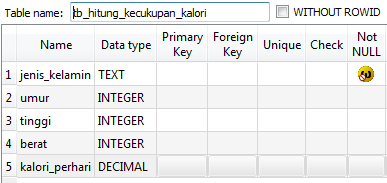 Table name: tb_hitung_kecukupan_kalori WITHOUT ROWID
Name Data type Primary Key Foreign Key Unique Check Not NULL
1 jenis_kelamin TEXT
2 umur INTEGER
3 tinggi INTEGER
4 berat INTEGER
5 kalori_perhari DECIMAL